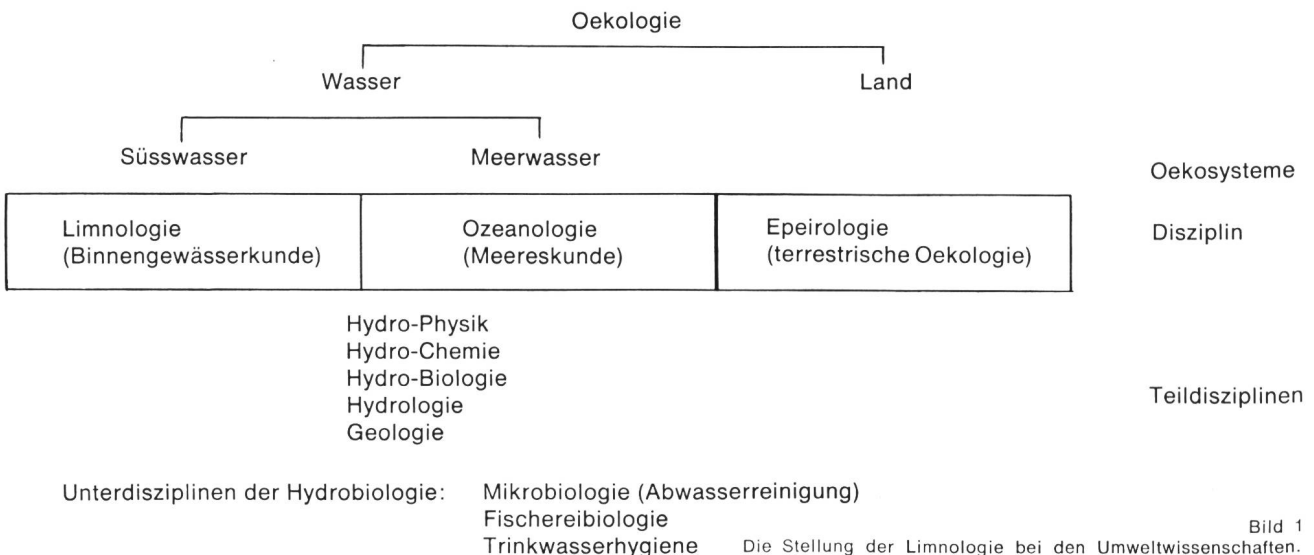 Oekologie
Wasser Land
Süsswasser Meerwasser
Oekosysteme
Limnologie
(Binnengewässerkunde)
Ozeanologie
(Meereskunde)
Epeirologie
(terrestrische Oekologie)
Disziplin
Hydro-Physik
Hydro-Chemie
Hydro-Biologie
Hydrologie
Geologie
Teildisziplinen
Unterdisziplinen der Hydrobiologie: Mikrobiologie (Abwasserreinigung)
Fischereibiologie
Trinkwasserhygiene
Bild 1
Die Stellung der Limnologie bei den Umweltwissenschaften.